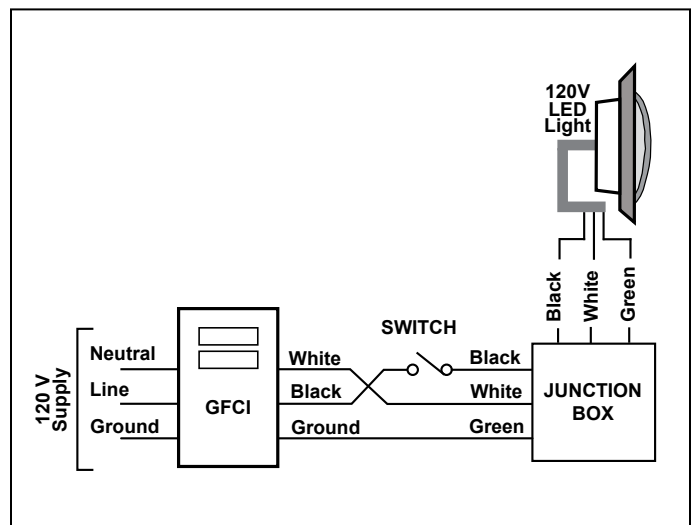 120V
LED
Light
Black
White
Green
SWITCH
120 V
Supply
Neutral
Line
Ground
GFCI
White
Black
Ground
Black
White
Green
JUNCTION
BOX